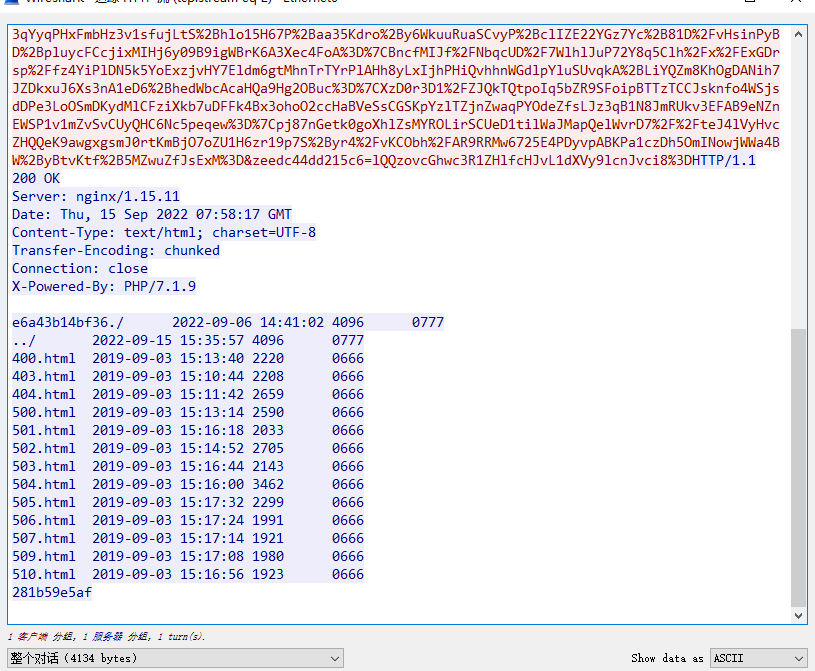 3qYyqPHxFmbHz3v1sfujLtS%2Bhlo15H67P%2Baa35Kdro%2By6WkuuRuaSCvyP%2BclIZE22YGz7Yc%2B81D%2FvHsinPyB
D%2BpluycFCcjixMIHj6y09B9igWBrK6A3Xec4FoA%3D%7CBncfMIJf%2FNbqcUD%2F7WlhlJuP72Y8q5Clh%2Fx%2FExGDr
sp%2Ffz4YiPlDN5k5YoExzjvHY7Eldm6gtMhnTrTYrPlAHh8yLxIjhPHiQvhhnWGdlpYluSUvqkA%2BLiYQZm8KhOgDANih7
JZDkxuJ6Xs3nA1eD6%2BhedWbcAcaHQa9Hg2OBuc%3D%7CXzD0r3D1%2FZJQkTQtpoIq5bZR9SFoipBTTzTCCJsknfo4WSjs
dDPe3LoOSmDKydMlCFziXkb7uDFFk4Bx3ohoO2ccHaBVeSsCGSKpYzlTZjnZwaqPYOdeZfsLJz3qB1N8JmRUkv3EFAB9eNZn
EWSP1v1mZvSvCUyQHC6Nc5peqew%3D%7Cpj87nGetk0goXhlZsMYROLirSCUeD1tilWaJMapQelWvrD7%2F%2FteJ4lVyHvc
ZHQQeK9awgxgsmJ0rtKmBjO7oZU1H6zr19p7S%2Byr4%2FvKCObh%2FAR9RRMw6725E4PDyvpABKPa1czDh5OmINowjWWa4B
W%2ByBtvKtf%2B5MZwuZfJsExM%3D&zeedc44dd215c6=lQQzovcGhwc3R1ZHlfcHJvL1dXVy9lcnJvci8%3DHTTP/1.1
200 OK
Server: nginx/1.15.11
Date: Thu, 15 Sep 2022 07:58:17 GMT
Content-Type: text/html; charset=UTF-8
Transfer-Encoding: chunked
Connection: close
X-Powered-By: PHP/7.1.9

e6a43b14bf36./	2022-09-06 14:41:02	4096	0777
../	2022-09-15 15:35:57	4096	0777
400.html	2019-09-03 15:13:40	2220	0666
403.html	2019-09-03 15:10:44	2208	0666
404.html	2019-09-03 15:11:42	2659	0666
500.html	2019-09-03 15:13:14	2590	0666
501.html	2019-09-03 15:16:18	2033	0666
502.html	2019-09-03 15:14:52	2705	0666
503.html	2019-09-03 15:16:44	2143	0666
504.html	2019-09-03 15:16:00	3462	0666
505.html	2019-09-03 15:17:32	2299	0666
506.html	2019-09-03 15:17:24	1991	0666
507.html	2019-09-03 15:17:14	1921	0666
509.html	2019-09-03 15:17:08	1980	0666
510.html	2019-09-03 15:16:56	1923	0666
281b59e5af
1 客户端 分组, 1 服务器 分组, 1 turn(s).
整个对话 (4134 bytes)
Show data as ASCII